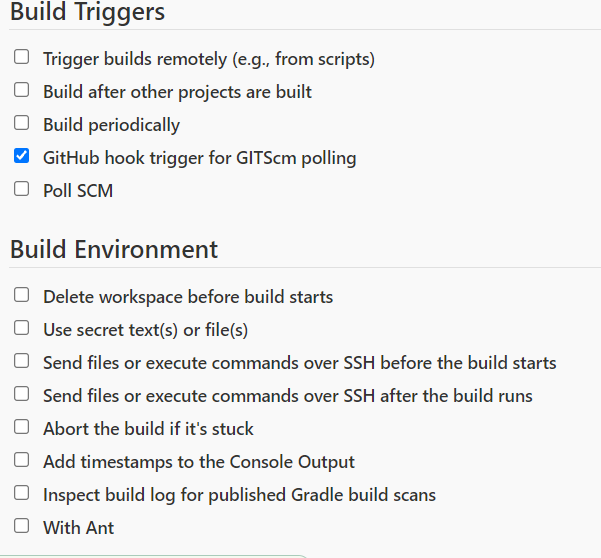 Build Triggers
Trigger builds remotely (e.g., from scripts)
Build after other projects are built
Build periodically
GitHub hook trigger for GITScm polling
Poll SCM
Build Environment
Delete workspace before build starts
Use secret text(s) or file(s)
Send files or execute commands over SSH before the build starts
Send files or execute commands over SSH after the build runs
Abort the build if it's stuck
Add timestamps to the Console Output
Inspect build log for published Gradle build scans
With Ant